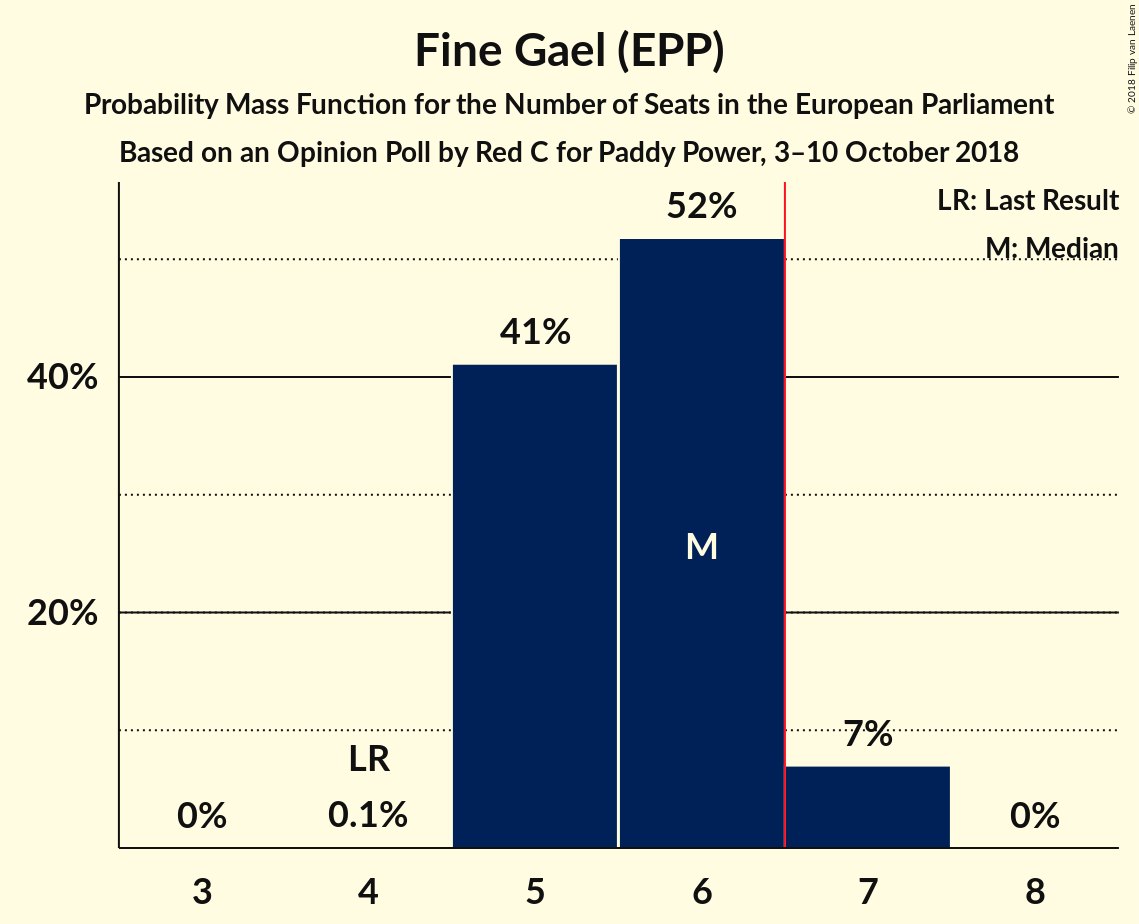 Fine Gael (EPP)
Probability Mass Function for the Number of Seats in the European Parliament
Based on an Opinion Poll by Red C for Paddy Power, 3–10 October 2018
© 2018 Filip van Laenen
LR: Last Result
M: Median
52%
41%
40%
M
20%
7%
LR
0%
0.1%
0%
3
4
5
6
7
8